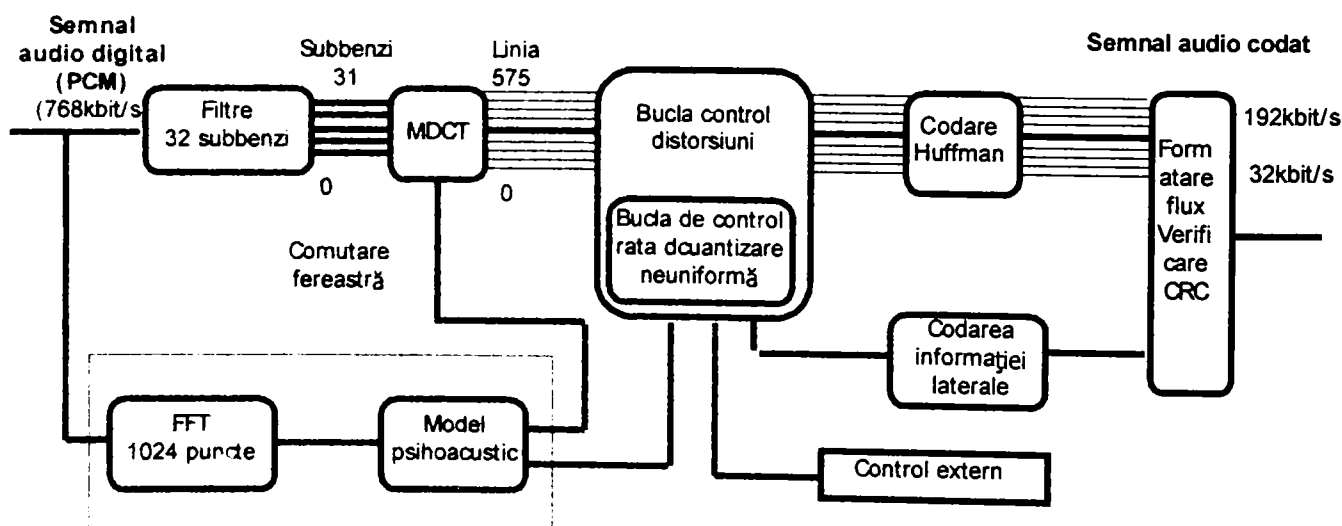 Semnal
audio digital
(PCM)
(768kbit/s
Filtre
32 subbenzi
Subbenzi
31
0
MDCT
Linia
575
0
Comutare
fereastră
Bucla control
distorsiuni
Bucla de control
rata dcuantizare
neuniformă
Codare
Huffman
Semnal audio codat
192kbit/s
32kbit/s
Form
atare
flux
Verifi
care
CRC
Codarea
informației
laterale
FFT
1024 puncte
Model
psihoacustic
Control extern